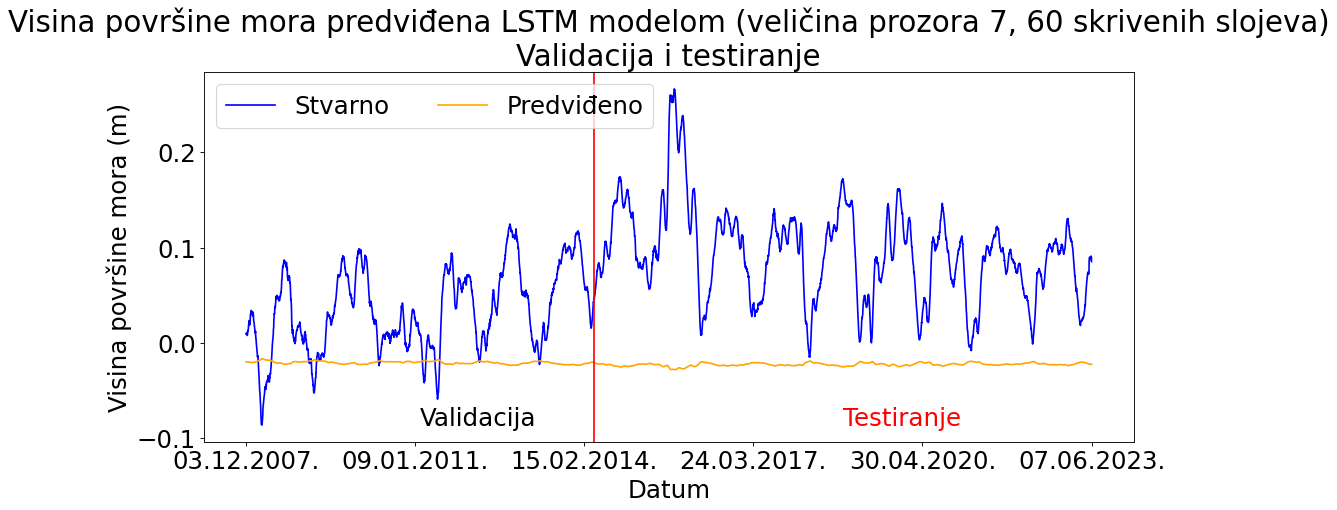 Visina površine mora predviđena LSTM modelom (veličina prozora 7, 60 skrivenih slojeva)
Validacija i testiranje
Stvarno
Predviđeno
Visina površine mora (m)
0.2
0.1
0.0
−0.1
Validacija
Testiranje
03.12.2007.
09.01.2011.
15.02.2014.
24.03.2017.
30.04.2020.
07.06.2023.
Datum